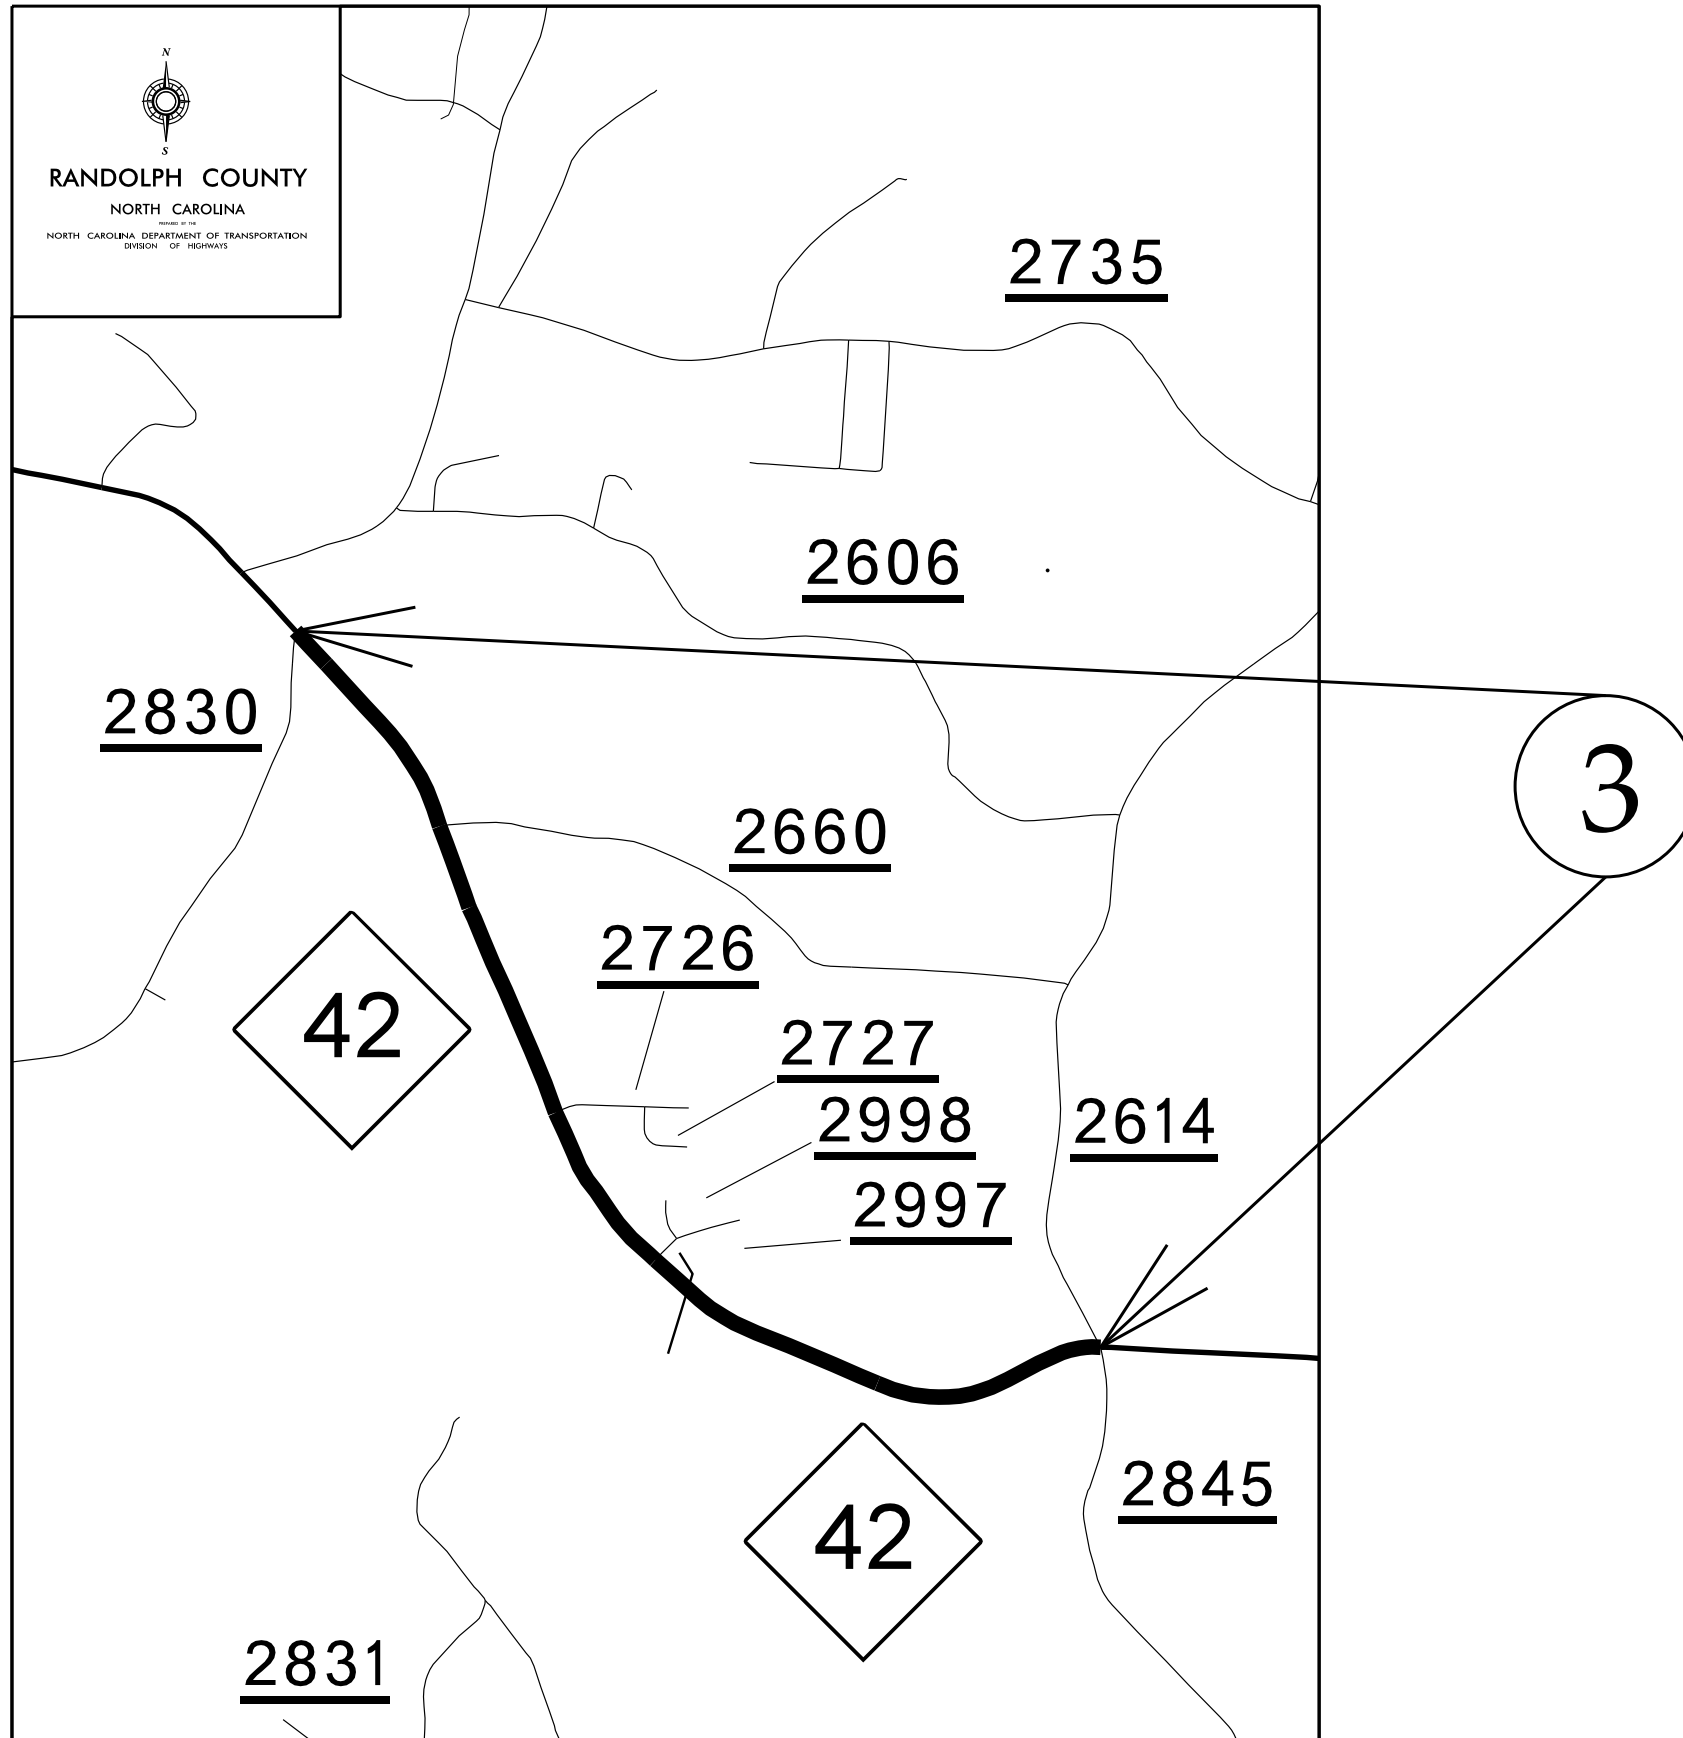 N
S
RANDOLPH COUNTY
NORTH CAROLINA
PREPARED BY THE
NORTH CAROLINA DEPARTMENT OF TRANSPORTATION
DIVISION OF HIGHWAYS
2735
2606
2830
3
2660
2726
42
2727
2998
2614
2997
2845
42
2831